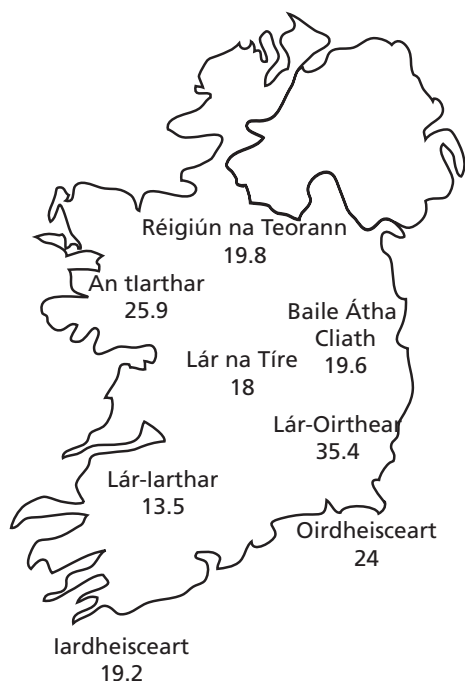 Réigiún na Teorann
19.8
An tIarthar
25.9
Baile Átha
Cliath
19.6
Lár na Tíre
18
Lár-Oirthear
35.4
Lár-Iarthar
13.5
Oirdheisceart
24
Iardheisceart
19.2